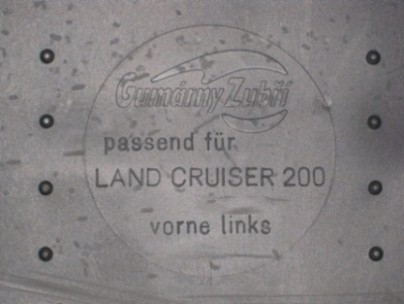 Gumárny Zubří
passend für
LAND CRUISER 200
vorne links